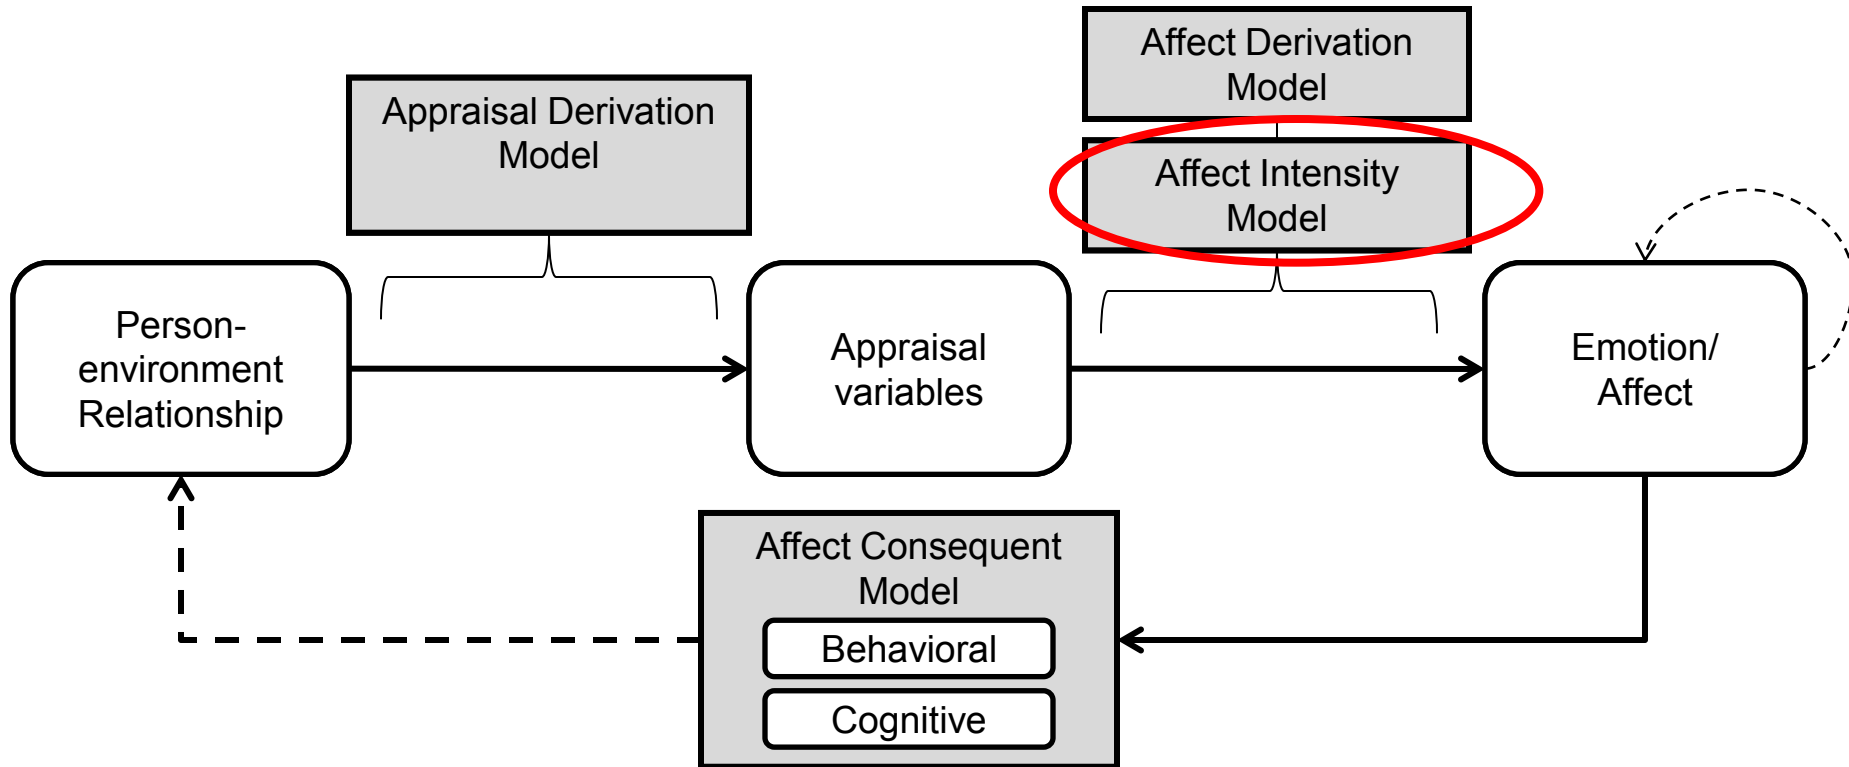 Affect Derivation
Model
Appraisal Derivation
Model
Affect Intensity
Model
Person-
environment
Relationship
Appraisal
variables
Emotion/
Affect
Affect Consequent
Model
Behavioral
Cognitive